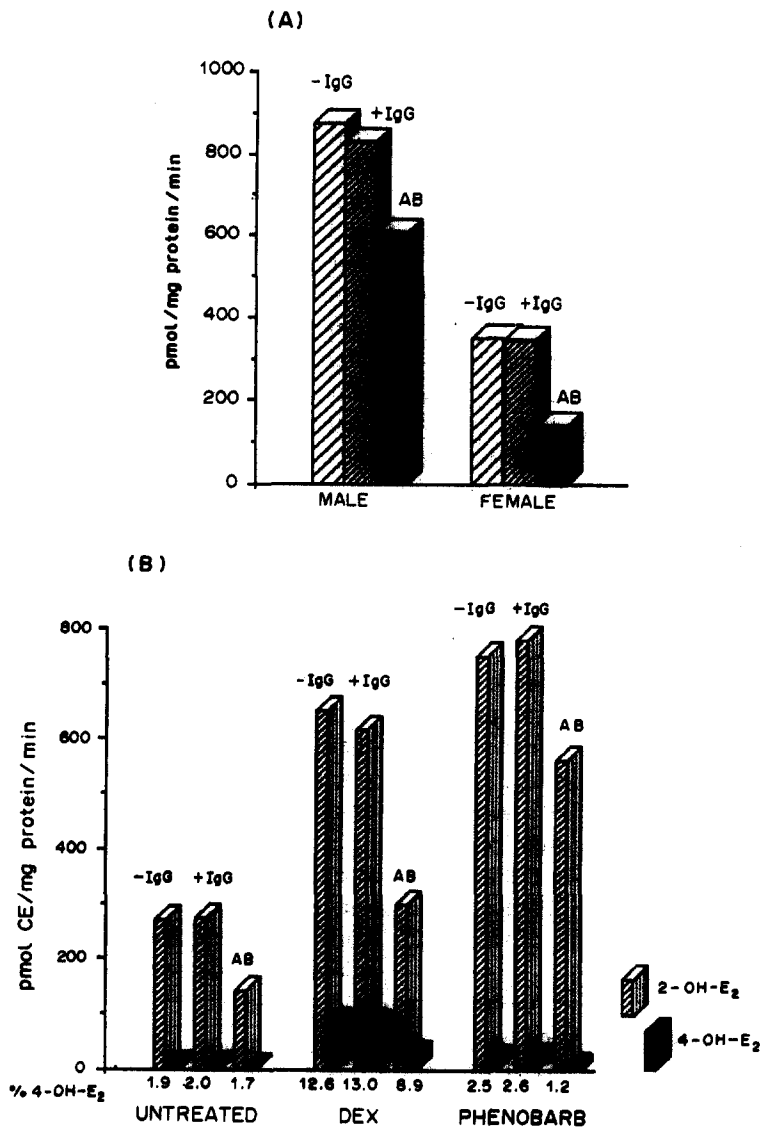 (A)
1000
800
600
400
200
0
pmol/mg protein/min
-IgG
+IgG
AB
-IgG +IgG
AB
MALE FEMALE
(B)
800
600
400
200
0
pmol CE/mg protein/min
-IgG +IgG
AB
-IgG +IgG
AB
-IgG +IgG
AB
2-OH-E₂
4-OH-E₂
% 4-OH-E₂ 1.9 2.0 1.7 12.6 13.0 8.9 2.5 2.6 1.2
UNTREATED DEX PHENOBARB